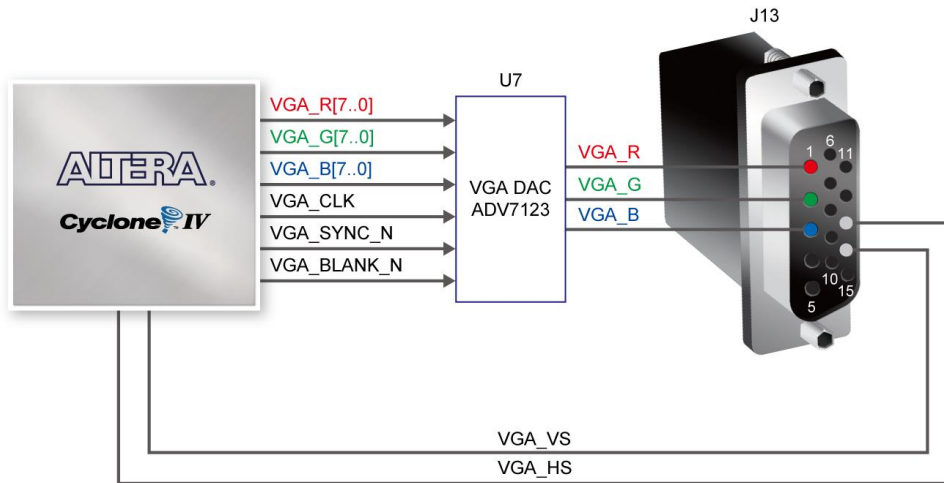 J13
U7
VGA_R[7..0]
VGA_G[7..0]
VGA_B[7..0]
VGA_CLK
VGA_SYNC_N
VGA_BLANK_N
ALTERA.
Cyclone IV
VGA DAC
ADV7123
VGA_R
VGA_G
VGA_B
1
6
11
5
10
15
VGA_VS
VGA_HS